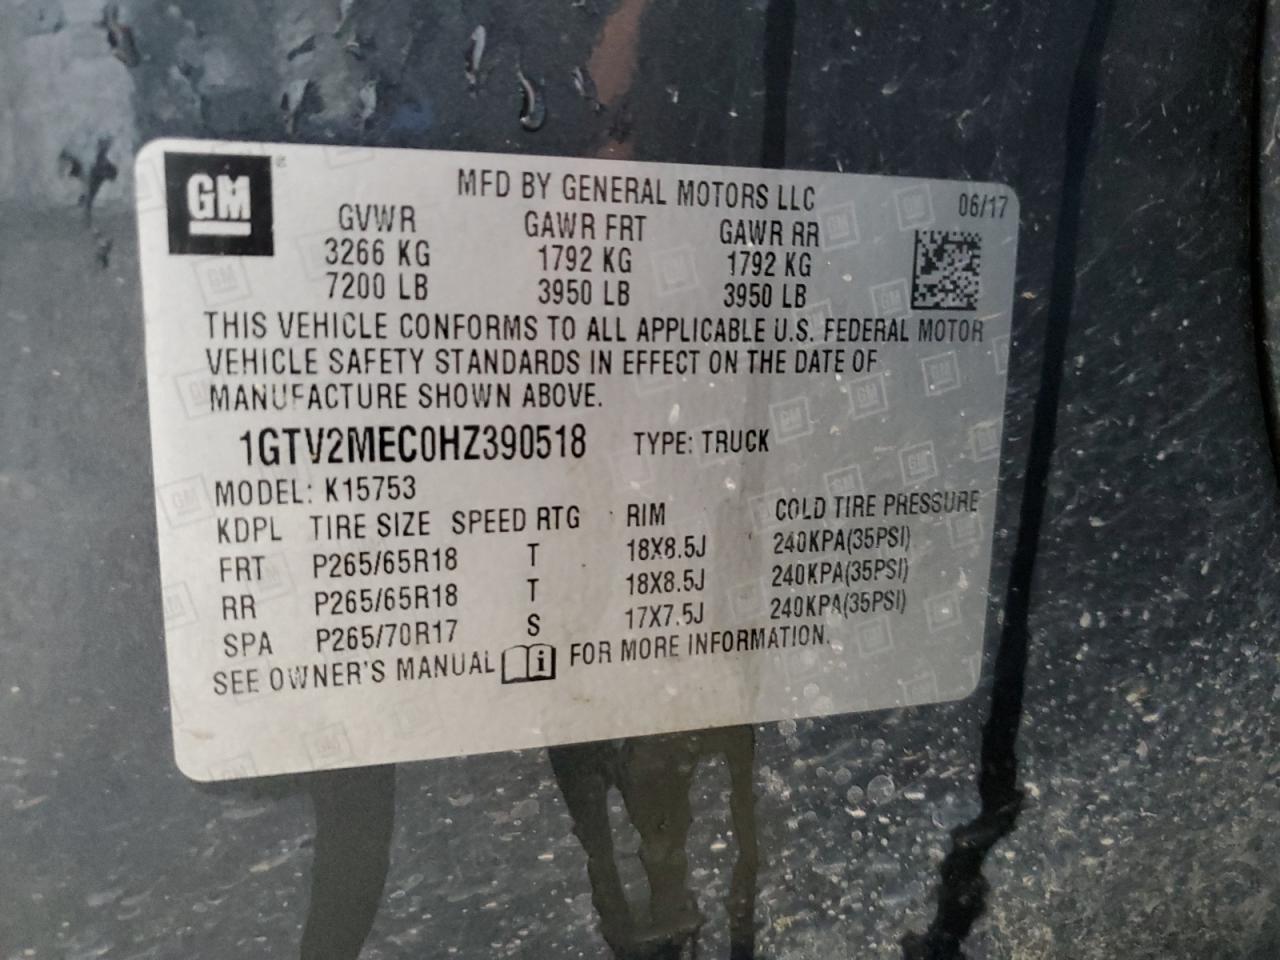 GM
MFD BY GENERAL MOTORS LLC
06/17
GVWR GAWR FRT GAWR RR
3266 KG 1792 KG 1792 KG
7200 LB 3950 LB 3950 LB
THIS VEHICLE CONFORMS TO ALL APPLICABLE U.S. FEDERAL MOTOR
VEHICLE SAFETY STANDARDS IN EFFECT ON THE DATE OF
MANUFACTURE SHOWN ABOVE.
1GTV2MEC0HZ390518 TYPE: TRUCK
MODEL: K15753
KDPL TIRE SIZE SPEED RTG RIM COLD TIRE PRESSURE
FRT P265/65R18 T 18X8.5J 240KPA(35PSI)
RR P265/65R18 T 18X8.5J 240KPA(35PSI)
SPA P265/70R17 S 17X7.5J 240KPA(35PSI)
SEE OWNER'S MANUAL i FOR MORE INFORMATION.